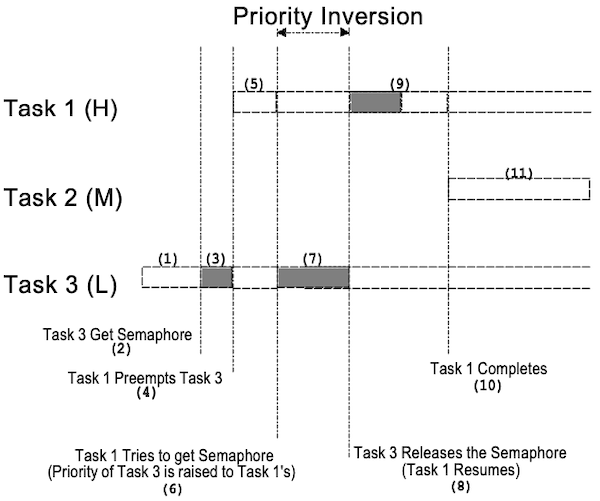 Priority Inversion
(5)
(9)
Task 1 (H)
(11)
Task 2 (M)
(1)
(3)
(7)
Task 3 (L)
Task 3 Get Semaphore
(2)
Task 1 Preempts Task 3
(4)
Task 1 Completes
(10)
Task 1 Tries to get Semaphore
(Priority of Task 3 is raised to Task 1's)
(6)
Task 3 Releases the Semaphore
(Task 1 Resumes)
(8)